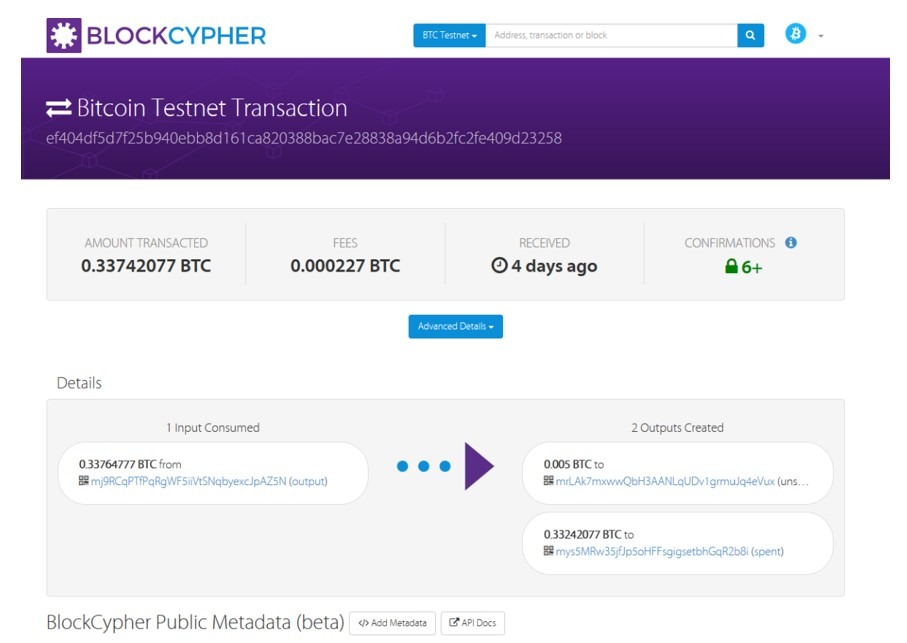 BLOCKCYPHER
BTC Testnet
Address, transaction or block
Bitcoin Testnet Transaction
ef404df5d7f25b940ebb8d161ca820388bac7e28838a94d6b2fc2fe409d23258
AMOUNT TRANSACTED
0.33742077 BTC
FEES
0.000227 BTC
RECEIVED
4 days ago
CONFIRMATIONS
6+
Advanced Details
Details
1 Input Consumed
0.33764777 BTC from
mj9RCqPTfPqRgWF5iiVtSNqbyexcJpAZ5N (output)
2 Outputs Created
0.005 BTC to
mrLAk7mxwwQbH3AANLqUDv1grmuJq4eVux (uns…
0.33242077 BTC to
mys5MRw35jfJp5oHFFsgigsetbhGqR2b8i (spent)
BlockCypher Public Metadata (beta)
</> Add Metadata
API Docs